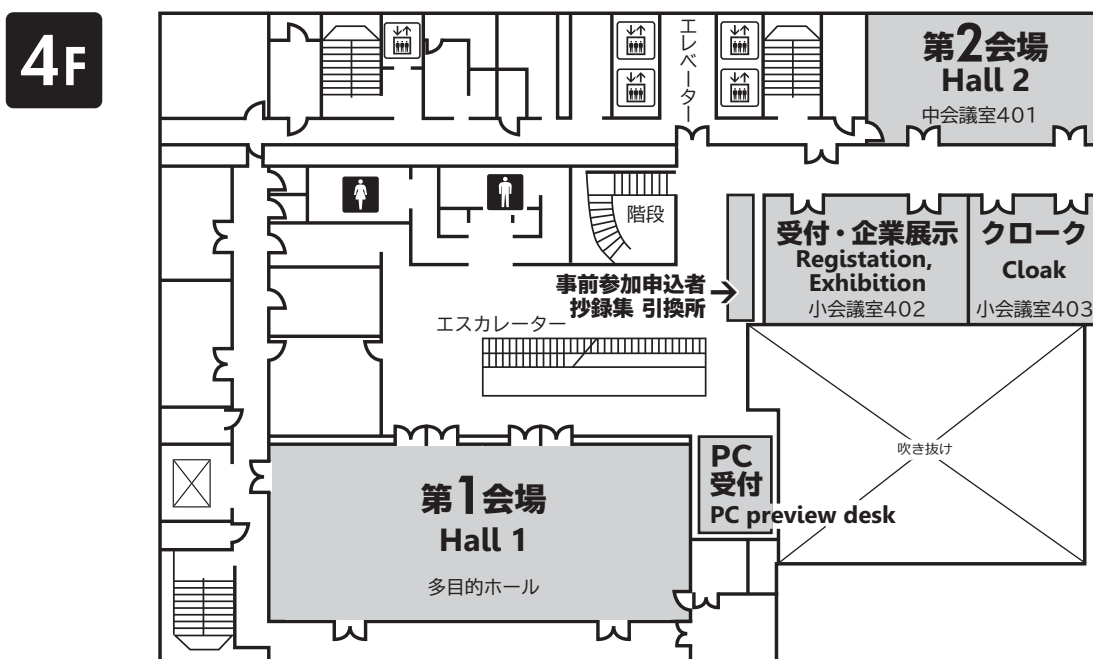 4F
エレベーター
第2会場
Hall 2
中会議室401
階段
受付・企業展示
Registation,
Exhibition
小会議室402
クローク
Cloak
小会議室403
事前参加申込者
抄録集 引換所
エスカレーター
吹き抜け
PC
受付
PC preview desk
第1会場
Hall 1
多目的ホール